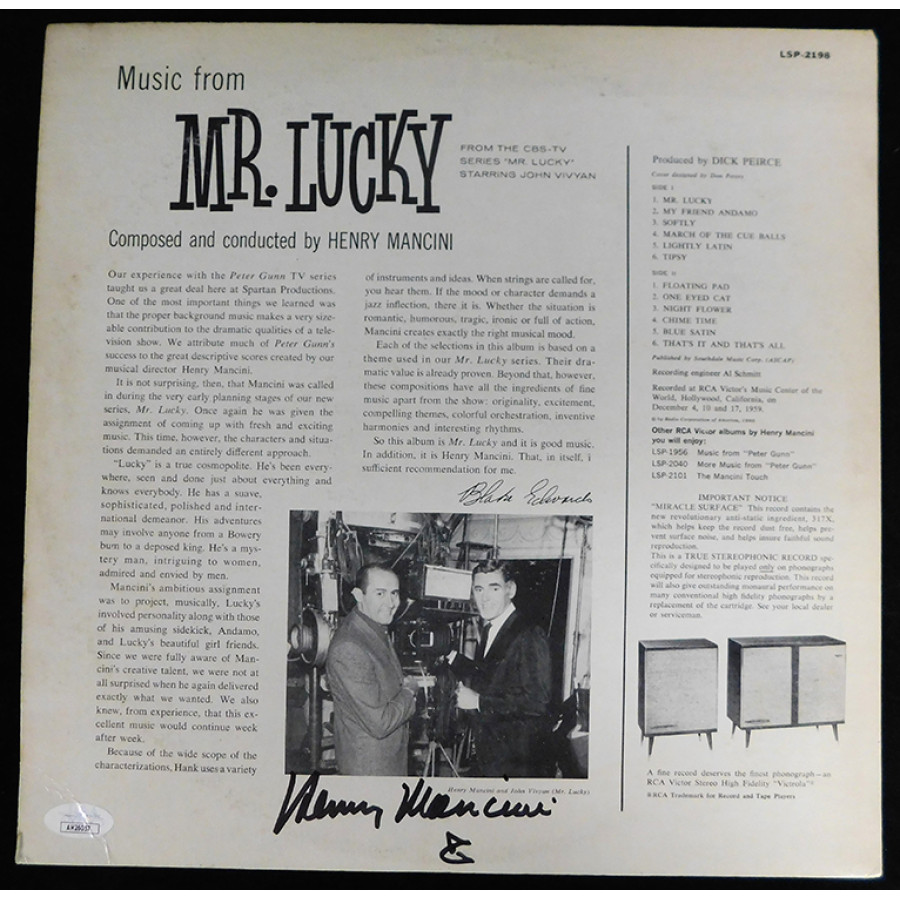 LSP-2198
Music from
MR. LUCKY
FROM THE CBS-TV
SERIES "MR. LUCKY"
STARRING JOHN VIVYAN
Composed and conducted by HENRY MANCINI
Our experience with the Peter Gunn TV series
taught us a great deal here at Spartan Productions.
One of the most important things we learned was
that the proper background music makes a very size-
able contribution to the dramatic qualities of a tele-
vision show. We attribute much of Peter Gunn's
success to the great descriptive scores created by our
musical director Henry Mancini.
It is not surprising, then, that Mancini was called
in during the very early planning stages of our new
series, Mr. Lucky. Once again he was given the
assignment of coming up with fresh and exciting
music. This time, however, the characters and situa-
tions demanded an entirely different approach.
"Lucky" is a true cosmopolite. He's been every-
where, seen and done just about everything and
knows everybody. He has a suave,
sophisticated, polished and inter-
national demeanor. His adventures
may involve anyone from a Bowery
bum to a deposed king. He's a mys-
tery man, intriguing to women,
admired and envied by men.
Mancini's ambitious assignment
was to project, musically, Lucky's
involved personality along with those
of his amusing sidekick, Andamo,
and Lucky's beautiful girl friends.
Since we were fully aware of Man-
cini's creative talent, we were not at
all surprised when he again delivered
exactly what we wanted. We also
knew, from experience, that this ex-
cellent music would continue week
after week.
Because of the wide scope of the
characterizations, Hank uses a variety
of instruments and ideas. When strings are called for,
you hear them. If the mood or character demands a
jazz inflection, there it is. Whether the situation is
romantic, humorous, tragic, ironic or full of action,
Mancini creates exactly the right musical mood.
Each of the selections in this album is based on a
theme used in our Mr. Lucky series. Their dra-
matic value is already proven. Beyond that, however,
these compositions have all the ingredients of fine
music apart from the show: originality, excitement,
compelling themes, colorful orchestration, inventive
harmonies and interesting rhythms.
So this album is Mr. Lucky and it is good music.
In addition, it is Henry Mancini. That, in itself, i
sufficient recommendation for me.
Blake Edwards
Henry Mancini and John Vivyan (Mr. Lucky)
Henry Mancini
Produced by DICK PEIRCE
Cover designed by Don Peters
SIDE I
1. MR. LUCKY
2. MY FRIEND ANDAMO
3. SOFTLY
4. MARCH OF THE CUE BALLS
5. LIGHTLY LATIN
6. TIPSY
SIDE II
1. FLOATING PAD
2. ONE EYED CAT
3. NIGHT FLOWER
4. CHIME TIME
5. BLUE SATIN
6. THAT'S IT AND THAT'S ALL
Published by Southdale Music Corp. (ASCAP)
Recording engineer Al Schmitt
Recorded at RCA Victor's Music Center of the
World, Hollywood, California, on
December 4, 10 and 17, 1959.
© by Radio Corporation of America, 1960
Other RCA Victor albums by Henry Mancini
you will enjoy:
LSP-1956 Music from "Peter Gunn"
LSP-2040 More Music from "Peter Gunn"
LSP-2101 The Mancini Touch
IMPORTANT NOTICE
"MIRACLE SURFACE" This record contains the
new revolutionary anti-static ingredient, 317X,
which helps keep the record dust free, helps pre-
vent surface noise, and helps insure faithful sound
reproduction.
This is a TRUE STEREOPHONIC RECORD spe-
cifically designed to be played only on phonographs
equipped for stereophonic reproduction. This record
will also give outstanding monaural performance on
many conventional high fidelity phonographs by a
replacement of the cartridge. See your local dealer
or serviceman.
A fine record deserves the finest phonograph—an
RCA Victor Stereo High Fidelity "Victrola"®
®RCA Trademark for Record and Tape Players